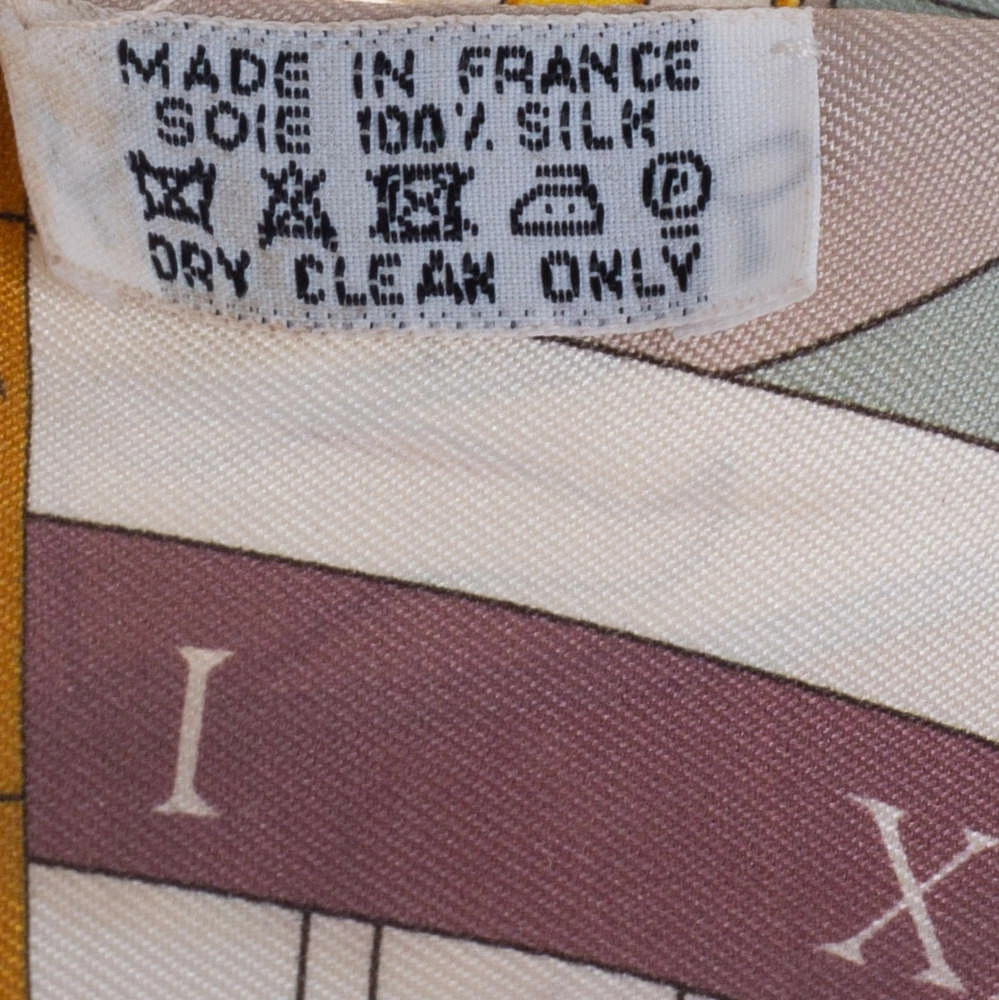 MADE IN FRANCE
SOIE 100% SILK
P
DRY CLEAN ONLY
I X